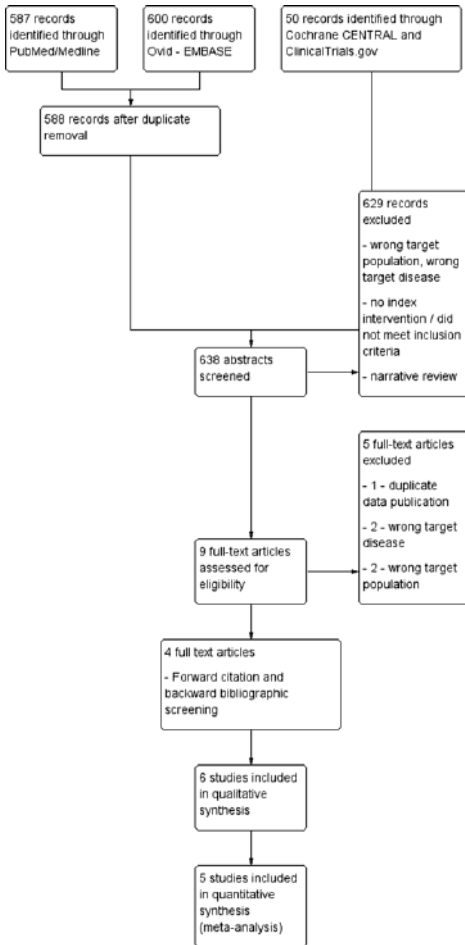 587 records
identified through
PubMed/Medline
600 records
identified through
Ovid - EMBASE
50 records identified through
Cochrane CENTRAL and
ClinicalTrials.gov
588 records after duplicate
removal
629 records
excluded
- wrong target
population, wrong
target disease
- no index
intervention / did
not meet inclusion
criteria
- narrative review
638 abstracts
screened
5 full-text articles
excluded
- 1 - duplicate
data publication
- 2 - wrong target
disease
- 2 - wrong target
population
9 full-text articles
assessed for
eligibility
4 full text articles
- Forward citation and
backward bibliographic
screening
6 studies included
in qualitative
synthesis
5 studies included
in quantitative
synthesis
(meta-analysis)